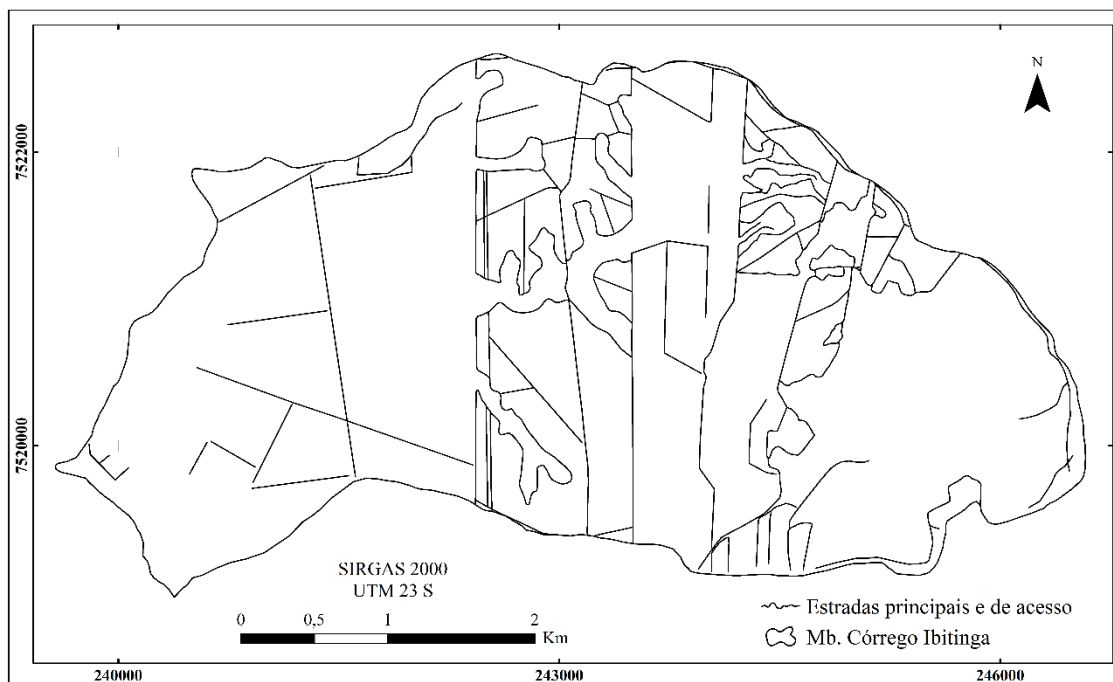 N
7522000
7520000
SIRGAS 2000
UTM 23 S
0 0,5 1 2
Km
Estradas principais e de acesso
Mb. Córrego Ibitinga
240000 243000 246000